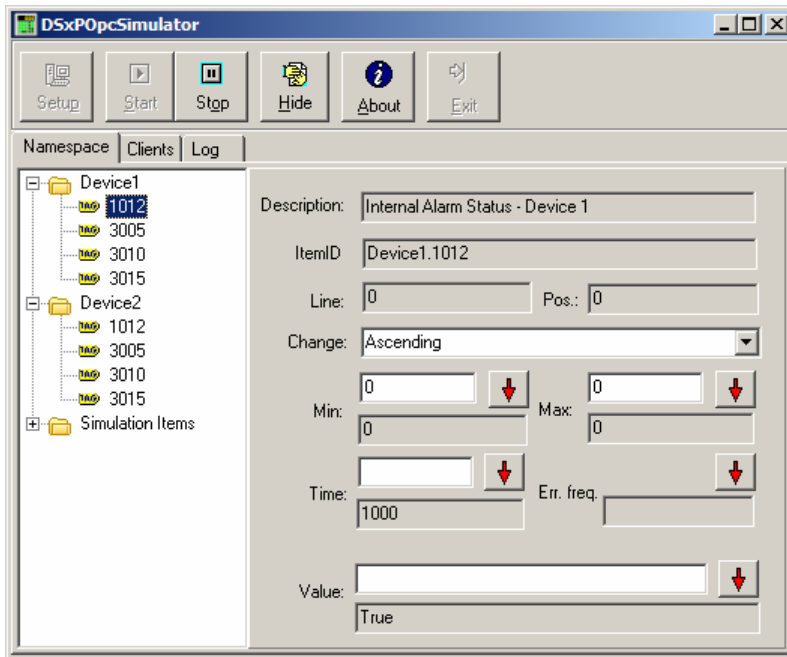 DSxPOpcSimulator
Setup Start Stop Hide About Exit
Namespace Clients Log
Device1
1012
3005
3010
3015
Device2
1012
3005
3010
3015
Simulation Items
Description: Internal Alarm Status - Device 1
ItemID Device1.1012
Line: 0 Pos.: 0
Change: Ascending
Min: 0 Max: 0
0 0
Time:
1000 Err. freq.
Value:
True